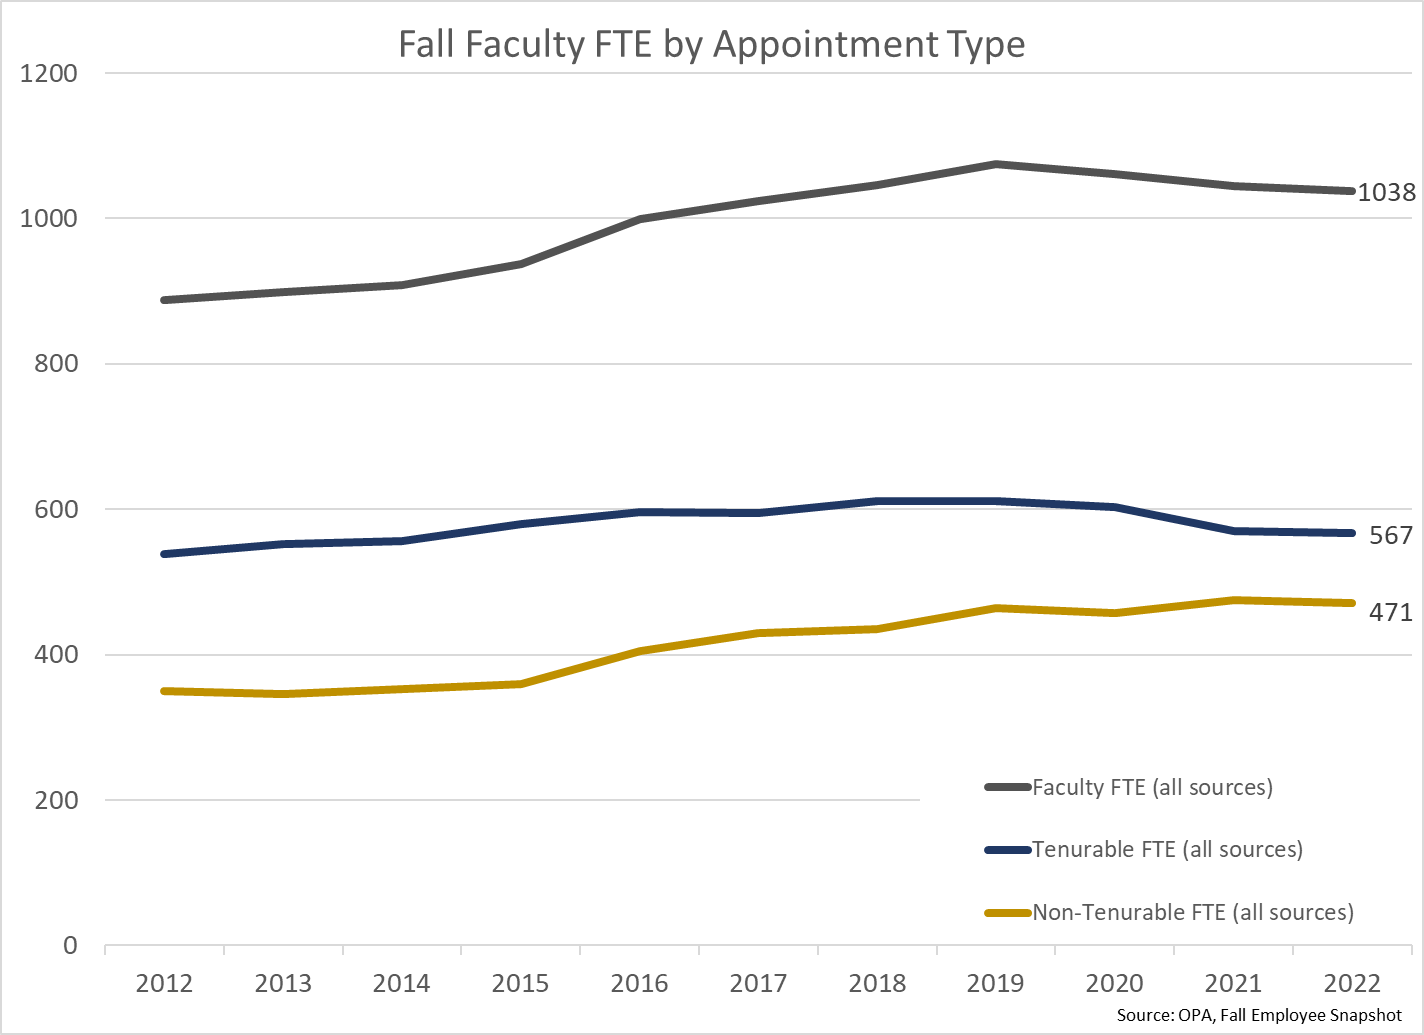 Fall Faculty FTE by Appointment Type
1200
1000
800
600
400
200
0
1038
567
471
Faculty FTE (all sources)
Tenurable FTE (all sources)
Non-Tenurable FTE (all sources)
2012 2013 2014 2015 2016 2017 2018 2019 2020 2021 2022
Source: OPA, Fall Employee Snapshot